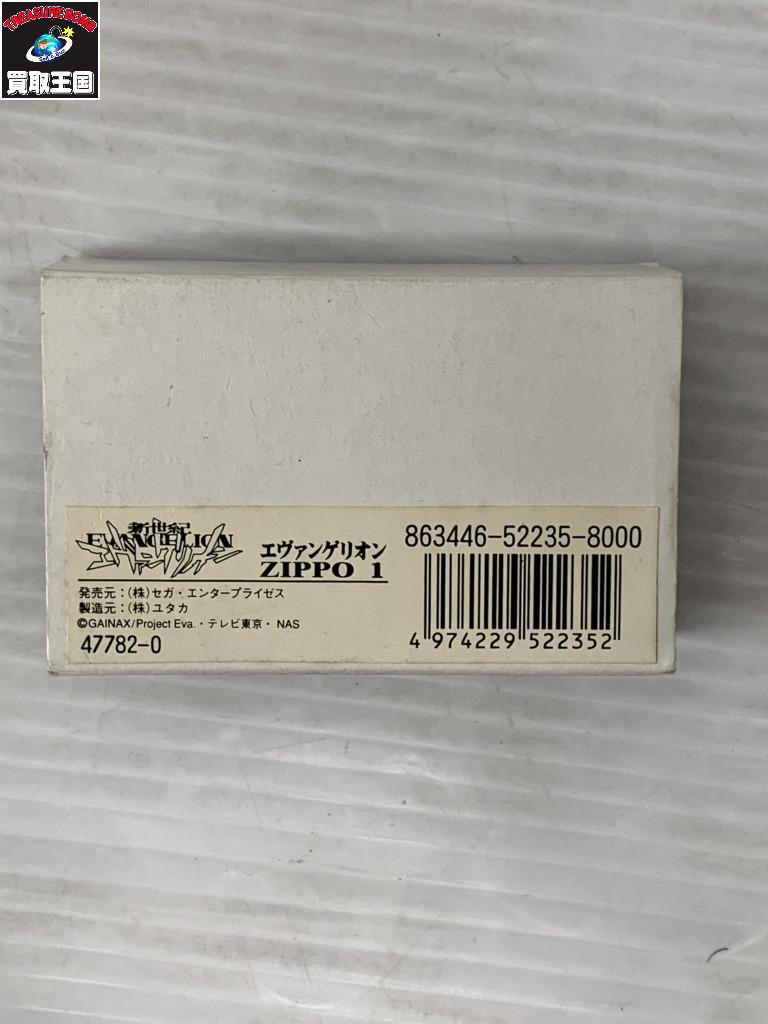 TREASURE BOMB
買取王国
新世紀
EVANGELION
エヴァンゲリオン
エヴァンゲリオン
ZIPPO 1
発売元：(株)セガ・エンタープライゼス
製造元：(株)ユタカ
©GAINAX/Project Eva.・テレビ東京・NAS
47782-0
863446-52235-8000
4 974229 522352